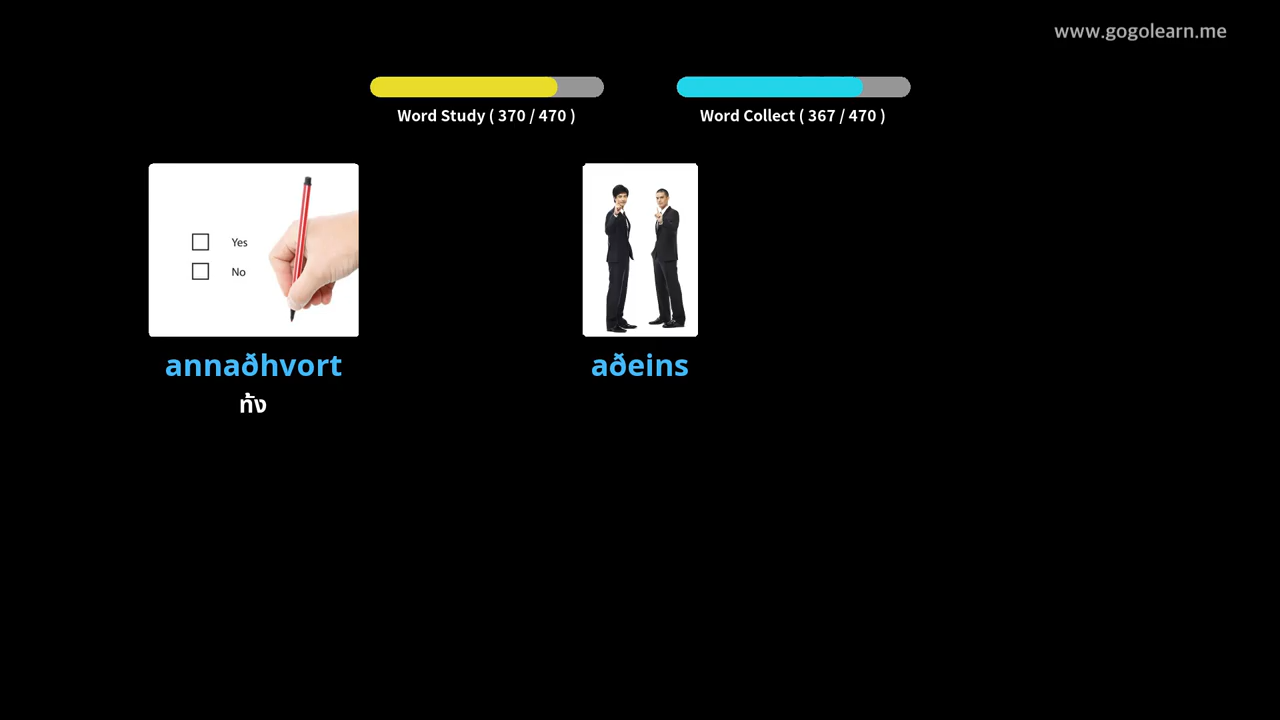 www.gogolearn.me
Word Study ( 370 / 470 )
Word Collect ( 367 / 470 )
Yes
No
annaðhvort
aðeins
ทั้ง